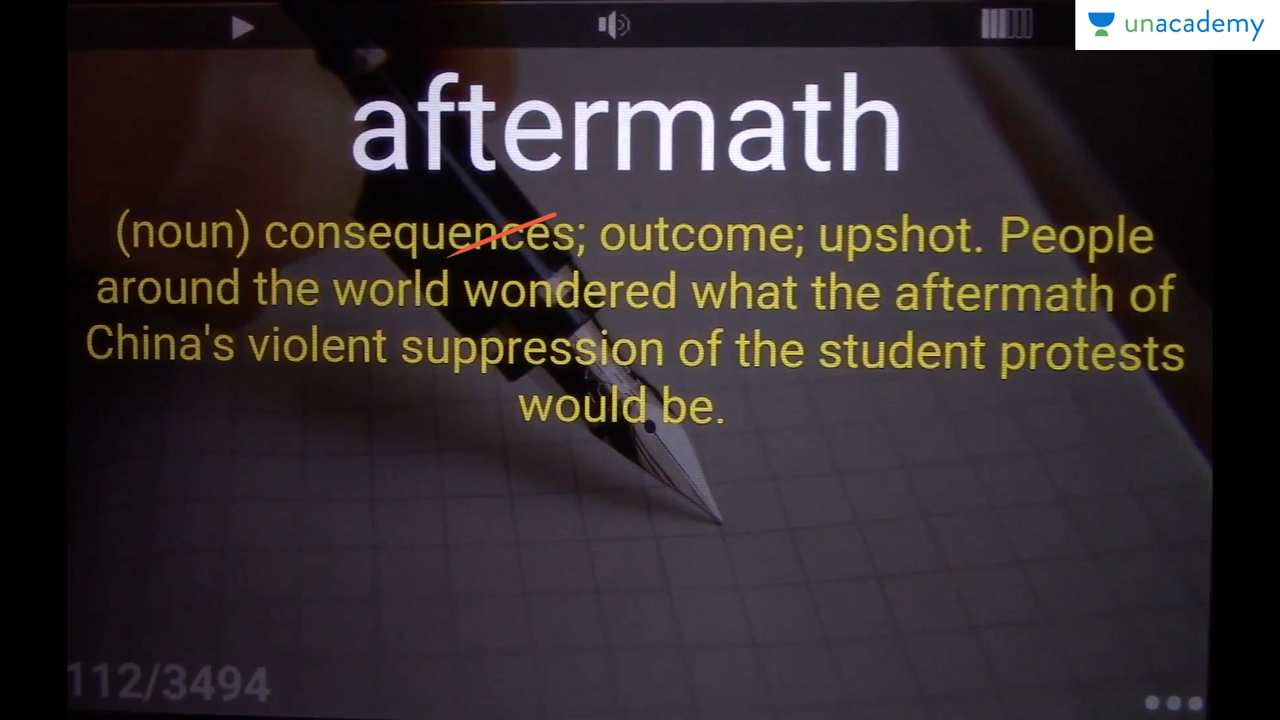 unacademy
aftermath
(noun) consequences; outcome; upshot. People
around the world wondered what the aftermath of
China's violent suppression of the student protests
would be.
112/3494